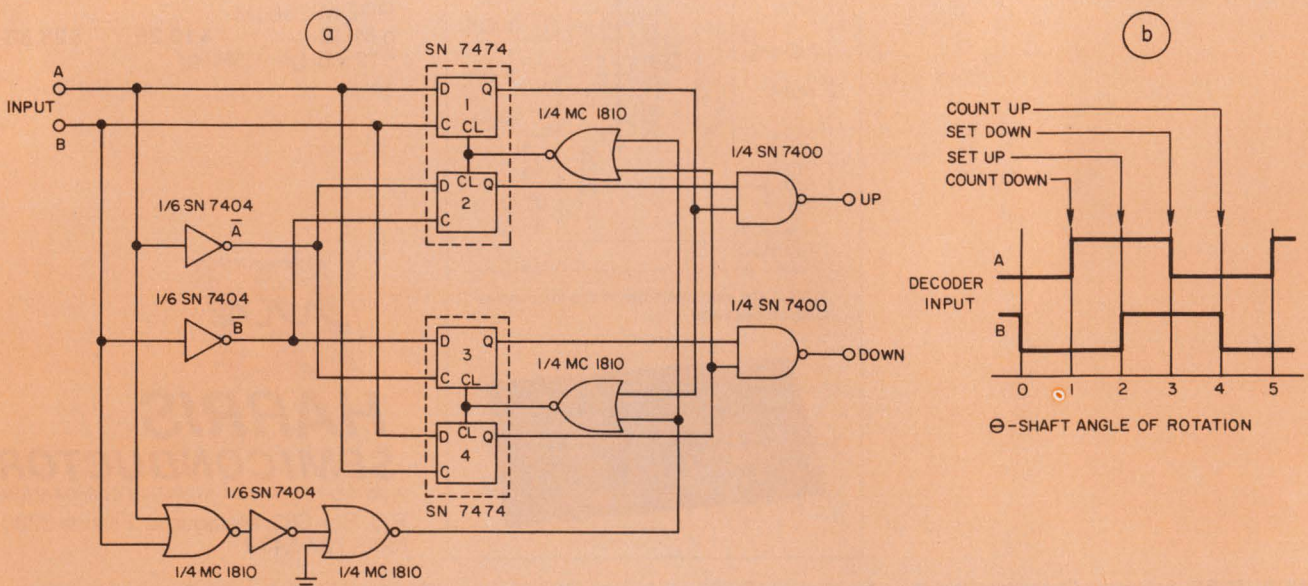 a
b
SN 7474
A
INPUT
B
D
1
Q
C
CL
1/4 MC 1810
1/4 SN 7400
CL
D
Q
2
C
UP
1/6 SN 7404
A̅
1/6 SN 7404
B̅
D
3
Q
C
CL
1/4 MC 1810
1/4 SN 7400
DOWN
D
CL
Q
4
C
SN 7474
1/6 SN 7404
1/4 MC 1810
1/4 MC 1810
COUNT UP
SET DOWN
SET UP
COUNT DOWN
A
DECODER
INPUT
B
0 1 2 3 4 5
Θ-SHAFT ANGLE OF ROTATION
HARRIS
SEMICONDUCTOR